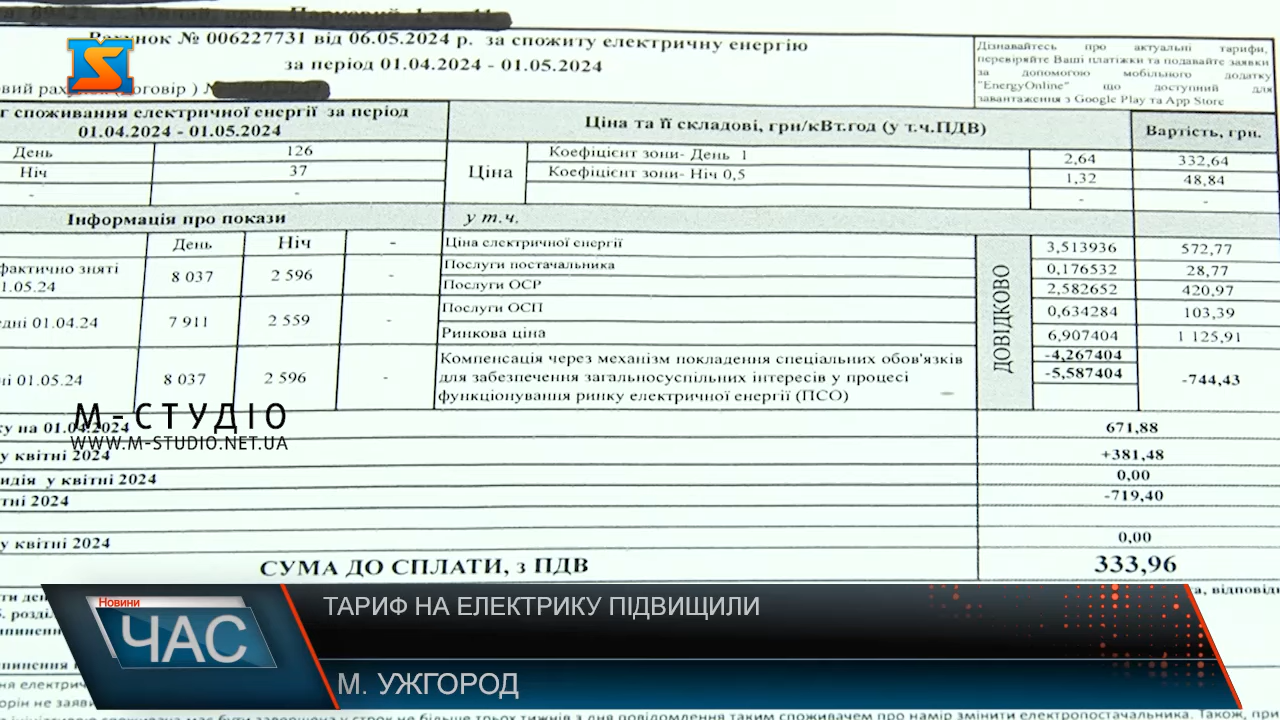 Рахунок № 006227731 від 06.05.2024 р. за спожиту електричну енергію
за період 01.04.2024 - 01.05.2024
Дізнавайтесь про актуальні тарифи,
перевіряйте Ваші платіжки та подавайте заявки
за допомогою мобільного додатку
"EnergyOnline" що доступний для
завантаження з Google Play та App Store
г споживання електричної енергії за період
01.04.2024 - 01.05.2024
Ціна та її складові, грн/кВт.год (у т.ч.ПДВ)
Вартість, грн.
День 126
Ніч 37
- -
Ціна
Коефіцієнт зони- День 1 2,64 332,64
Коефіцієнт зони- Ніч 0,5 1,32 48,84
- -
Інформація про покази
у т.ч.
День Ніч -
фактично зняті
1.05.24
8 037 2 596 -
дні 01.04.24 7 911 2 559 -
ні 01.05.24 8 037 2 596 -
ДОВІДКОВО
Ціна електричної енергії 3,513936 572,77
Послуги постачальника 0,176532 28,77
Послуги ОСР 2,582652 420,97
Послуги ОСП 0,634284 103,39
Ринкова ціна 6,907404 1 125,91
Компенсація через механізм покладення спеціальних обов'язків
для забезпечення загальносуспільних інтересів у процесі
функціонування ринку електричної енергії (ПСО)
-4,267404
-5,587404
-744,43
М-СТУДІО
WWW.M-STUDIO.NET.UA
ку на 01.04.2024 671,88
у квітні 2024 +381,48
идія у квітні 2024 0,00
тні 2024 -719,40
у квітні 2024 0,00
СУМА ДО СПЛАТИ, з ПДВ 333,96
Новини
ЧАС
ТАРИФ НА ЕЛЕКТРИКУ ПІДВИЩИЛИ
М. УЖГОРОД